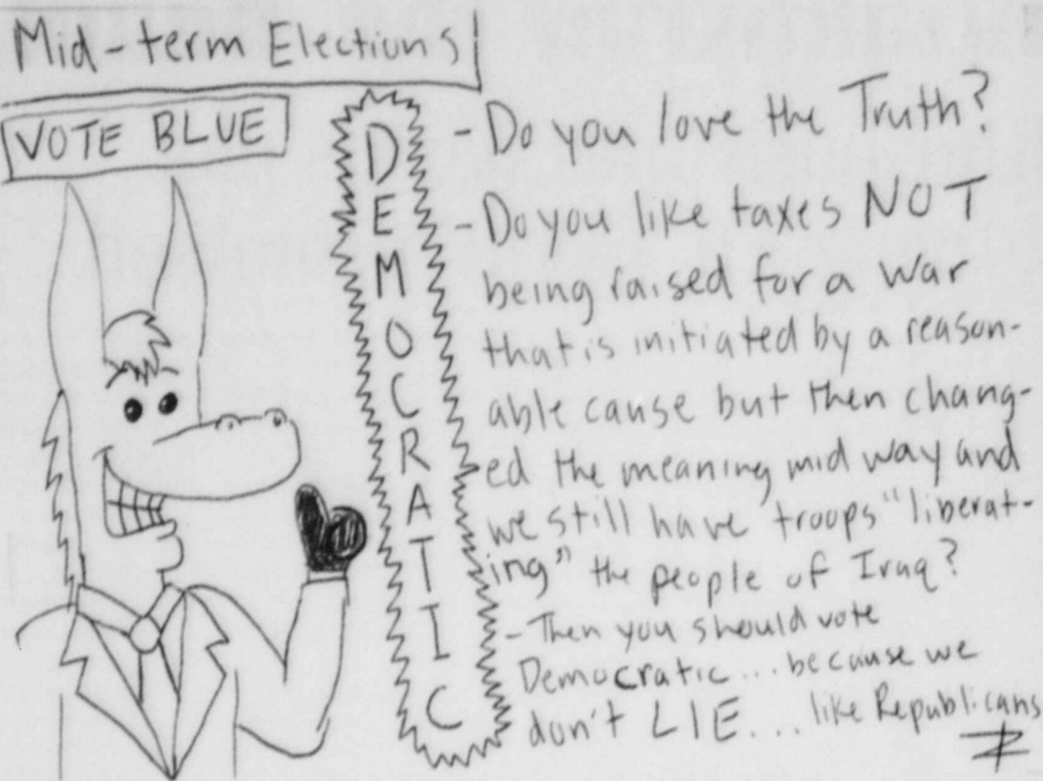 Mid-term Elections
VOTE BLUE
DEMOCRATIC
- Do you love the Truth?
- Do you like taxes NOT
being raised for a war
that is initiated by a reason-
able cause but then chang-
ed the meaning mid way and
we still have troops "liberat-
ing" the people of Iraq?
- Then you should vote
Democratic... because we
don't LIE.... like Republicans